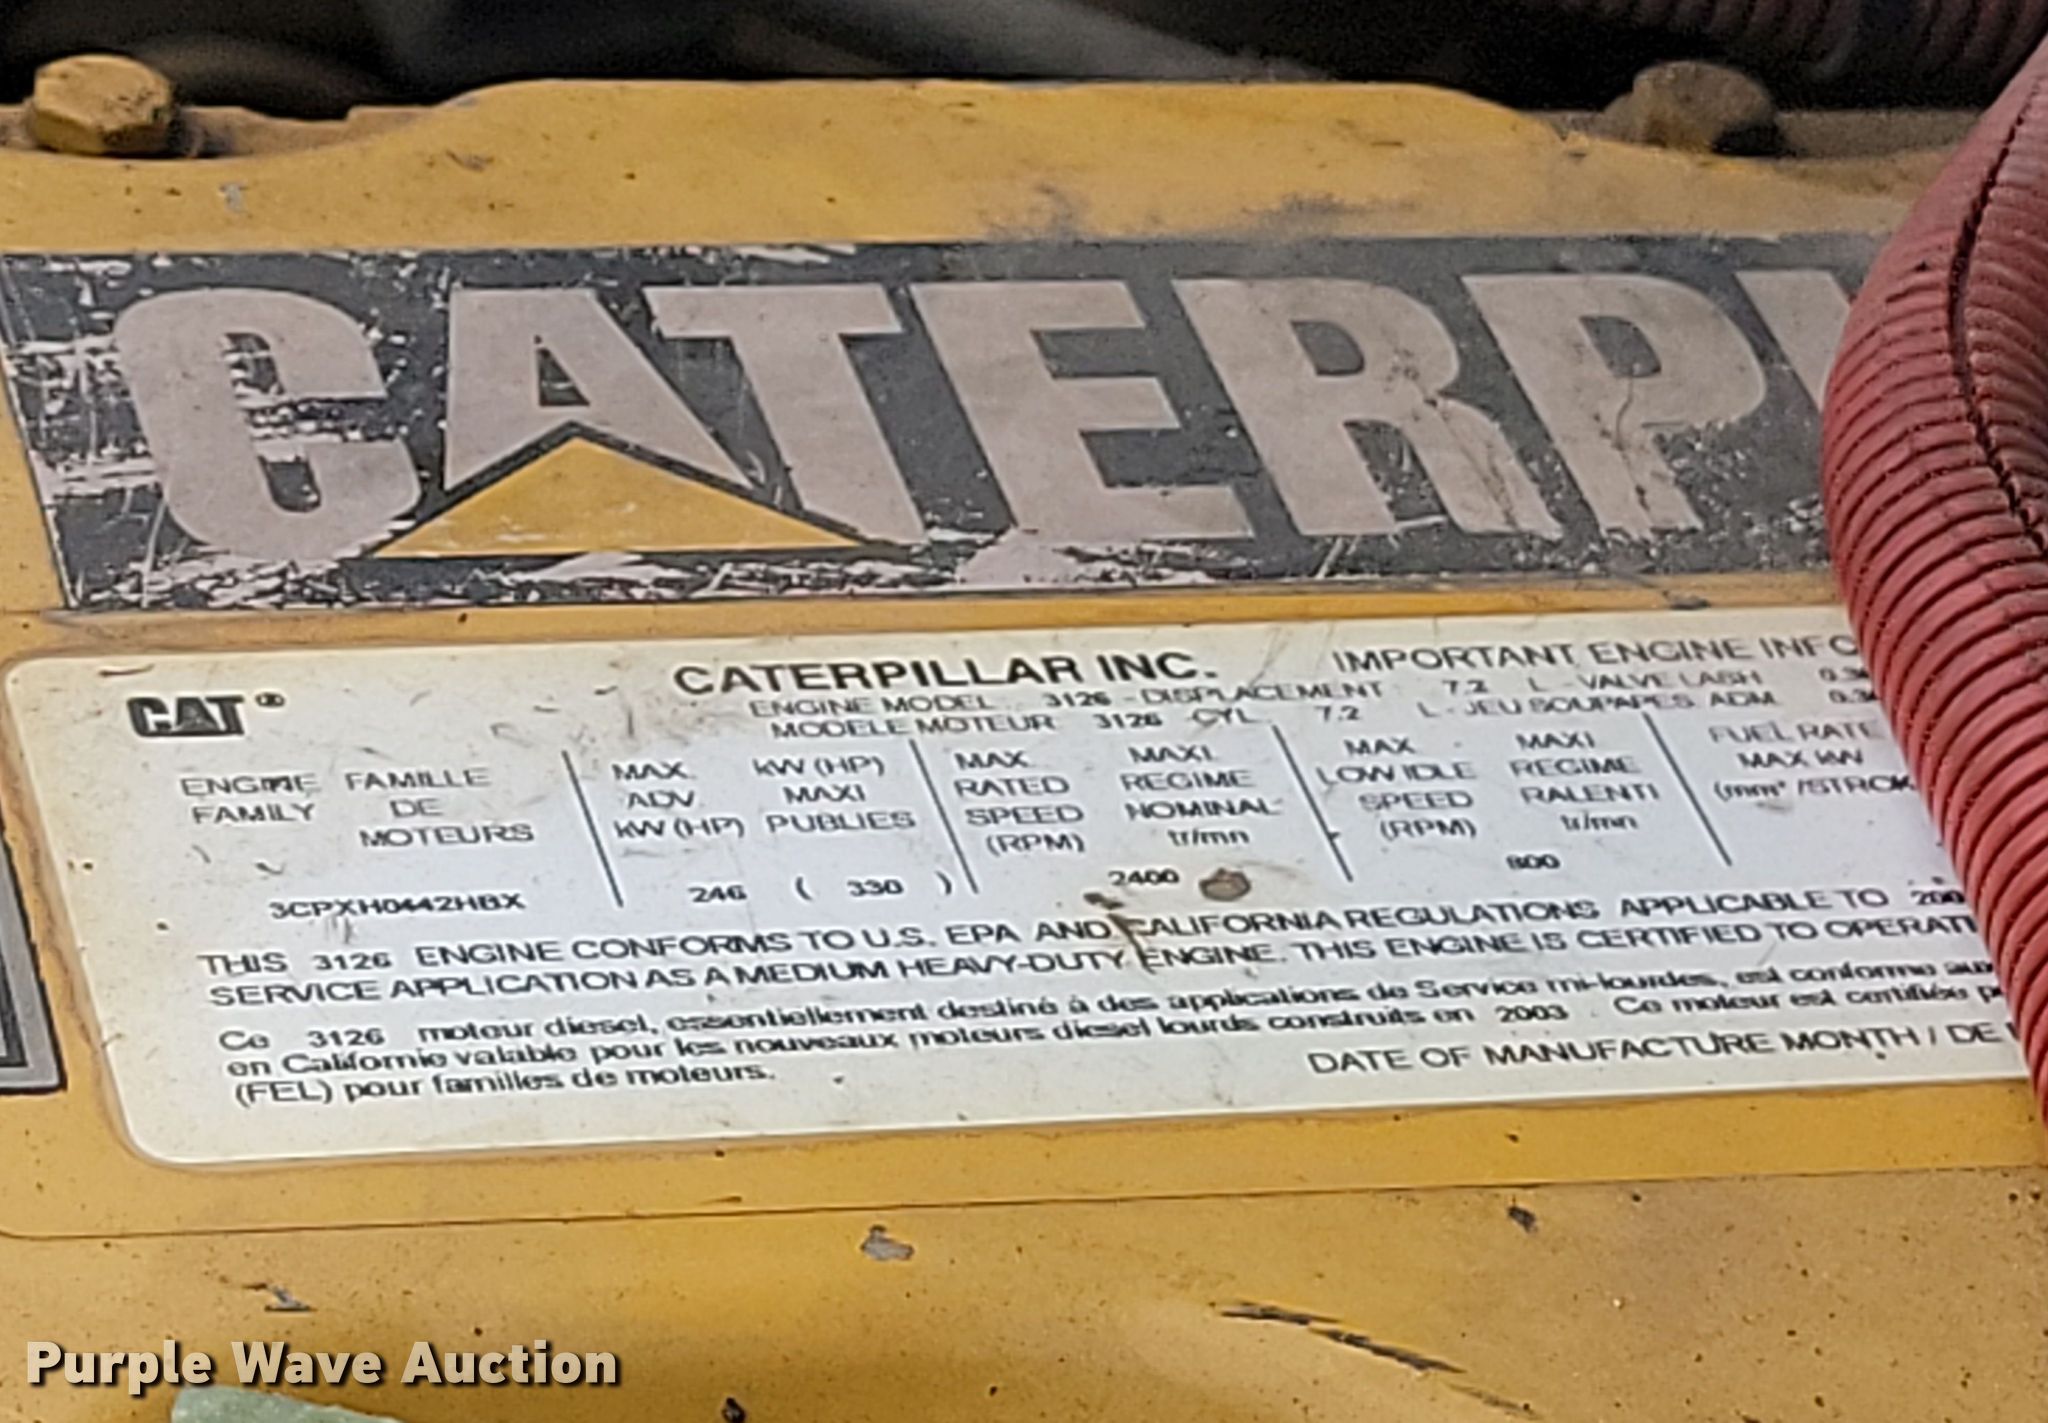 CATERPI
CAT ®
CATERPILLAR INC. IMPORTANT ENGINE INFO
ENGINE MODEL 3126 - DISPLACEMENT 7.2 L - VALVE LASH
MODELE MOTEUR 3126 CYL 7.2 L - JEU SOUPAPES ADM
ENGINE FAMILY
FAMILLE DE MOTEURS
MAX ADV kW (HP)
kW (HP) MAXI PUBLIES
MAX RATED SPEED (RPM)
MAXI REGIME NOMINAL tr/mn
MAX LOW IDLE SPEED (RPM)
MAXI REGIME RALENTI tr/mn
FUEL RATE
MAX kW
(mm³ /STROK
3CPXH0442HBX 246 ( 330 ) 2400 800
THIS 3126 ENGINE CONFORMS TO U.S. EPA AND CALIFORNIA REGULATIONS APPLICABLE TO
SERVICE APPLICATION AS A MEDIUM HEAVY-DUTY ENGINE. THIS ENGINE IS CERTIFIED TO OPERATI
Ce 3126 moteur diesel, essentiellement destiné à des applications de Service mi-lourdes, est conforme aux
en Californie valable pour les nouveaux moteurs diesel lourds construits en 2003 . Ce moteur est certifiée
(FEL) pour familles de moteurs.
DATE OF MANUFACTURE MONTH / DE
Purple Wave Auction